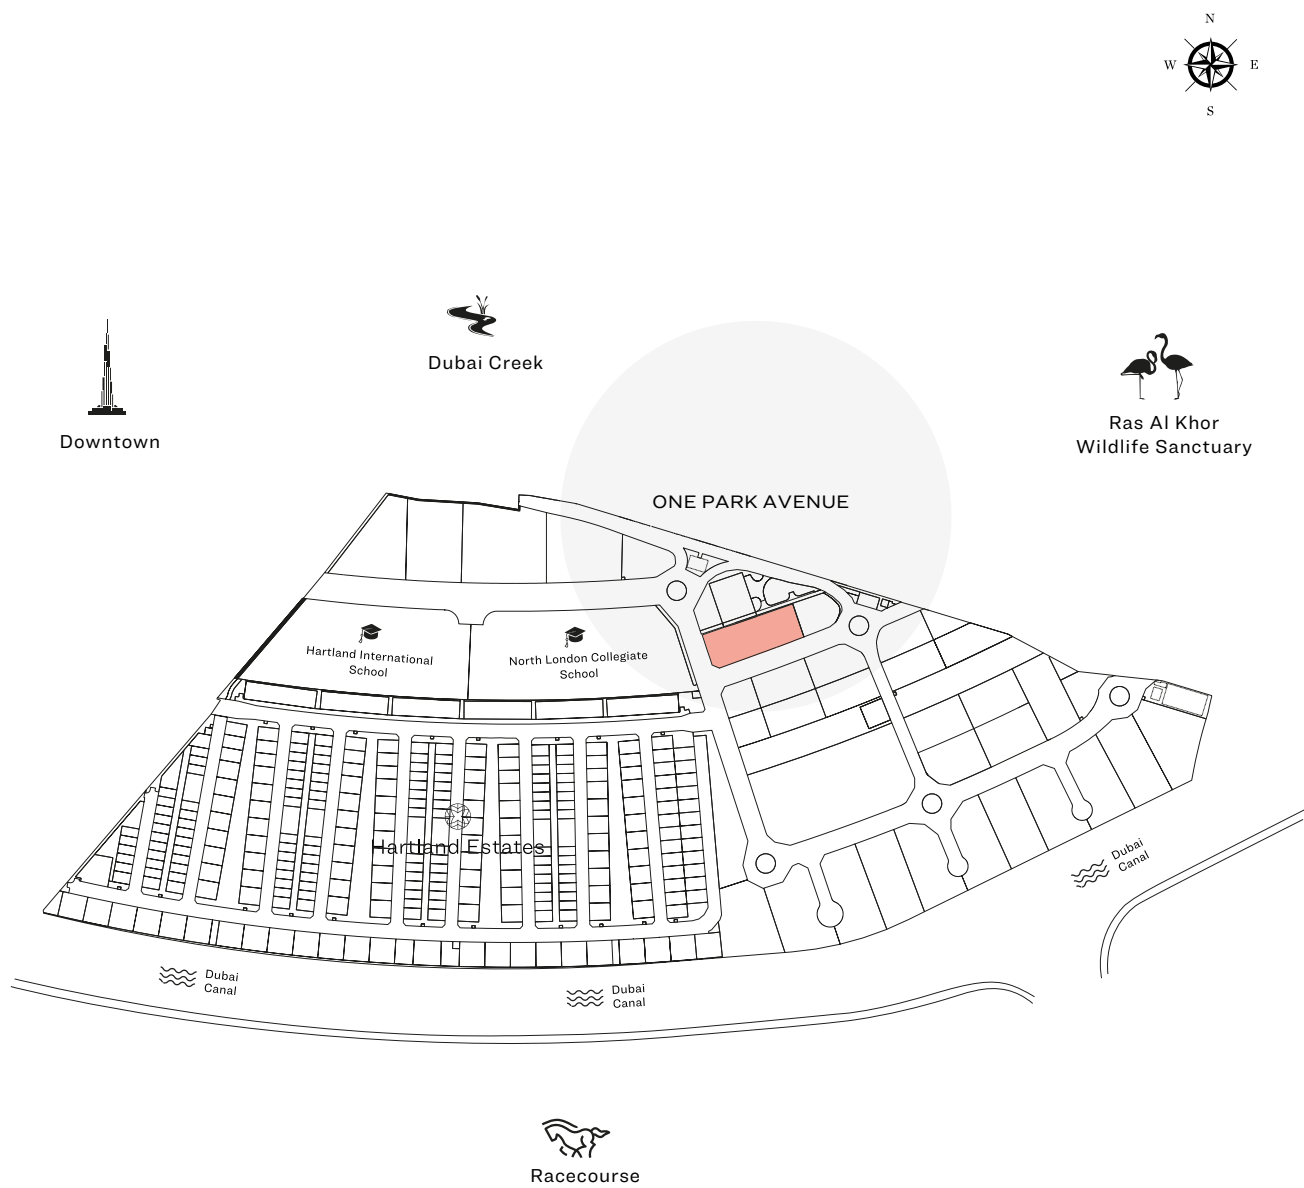 N
W
E
S
Dubai Creek
Downtown
Ras Al Khor
Wildlife Sanctuary
ONE PARK AVENUE
Hartland International
School
North London Collegiate
School
Hartland Estates
Dubai
Canal
Dubai
Canal
Dubai
Canal
Racecourse